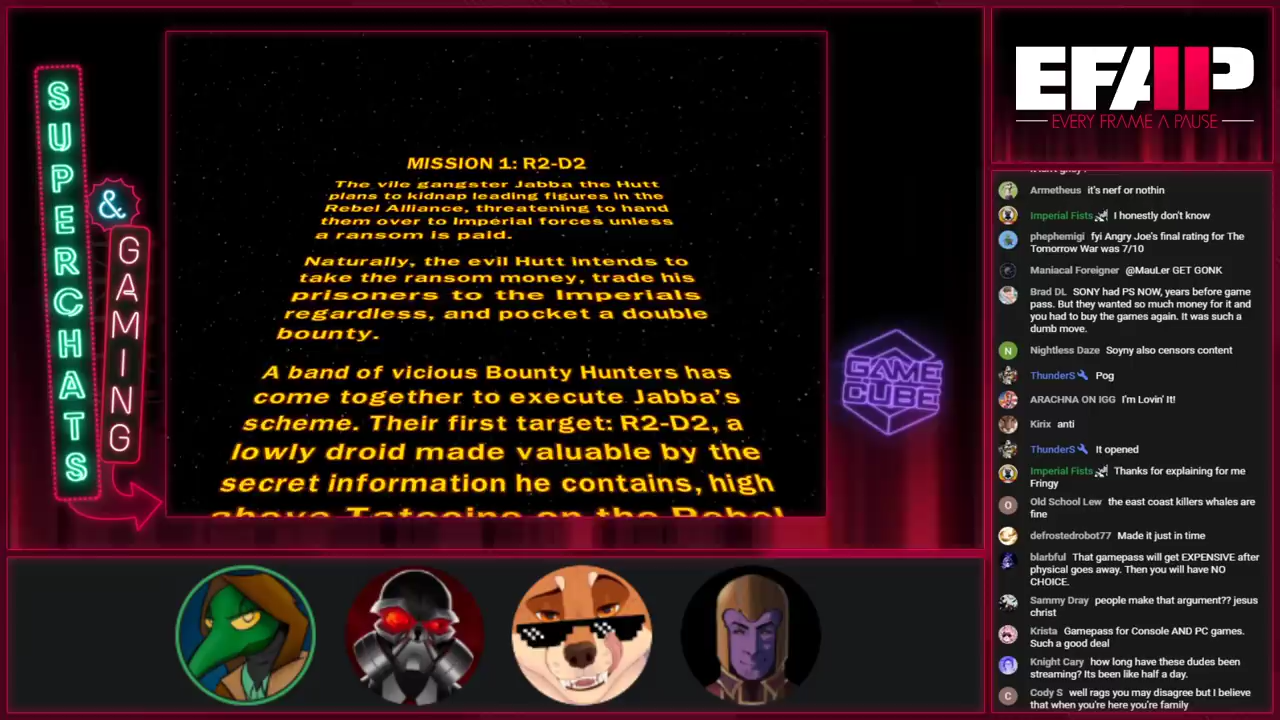 SUPERCHATS
&
GAMING
MISSION 1: R2-D2
The vile gangster Jabba the Hutt
plans to kidnap leading figures in the
Rebel Alliance, threatening to hand
them over to Imperial forces unless
a ransom is paid.
Naturally, the evil Hutt intends to
take the ransom money, trade his
prisoners to the Imperials
regardless, and pocket a double
bounty.
A band of vicious Bounty Hunters has
come together to execute Jabba's
scheme. Their first target: R2-D2, a
lowly droid made valuable by the
secret information he contains, high
above Tatooine on the Rebel
GAME
CUBE
EFAP
EVERY FRAME A PAUSE
Armetheus it's nerf or nothin
Imperial Fists I honestly don't know
phephemigi fyi Angry Joe's final rating for The
Tomorrow War was 7/10
Maniacal Foreigner @MauLer GET GONK
Brad DL SONY had PS NOW, years before game
pass. But they wanted so much money for it and
you had to buy the games again. It was such a
dumb move.
N
Nightless Daze Soyny also censors content
ThunderS Pog
ARACHNA ON IGG I'm Lovin' It!
Kirix anti
ThunderS It opened
Imperial Fists Thanks for explaining for me
Fringy
O
Old School Lew the east coast killers whales are
fine
defrostedrobot77 Made it just in time
blarbful That gamepass will get EXPENSIVE after
physical goes away. Then you will have NO
CHOICE.
Sammy Dray people make that argument?? jesus
christ
Krista Gamepass for Console AND PC games.
Such a good deal
Knight Cary how long have these dudes been
streaming? Its been like half a day.
C
Cody S well rags you may disagree but I believe
that when you're here you're family